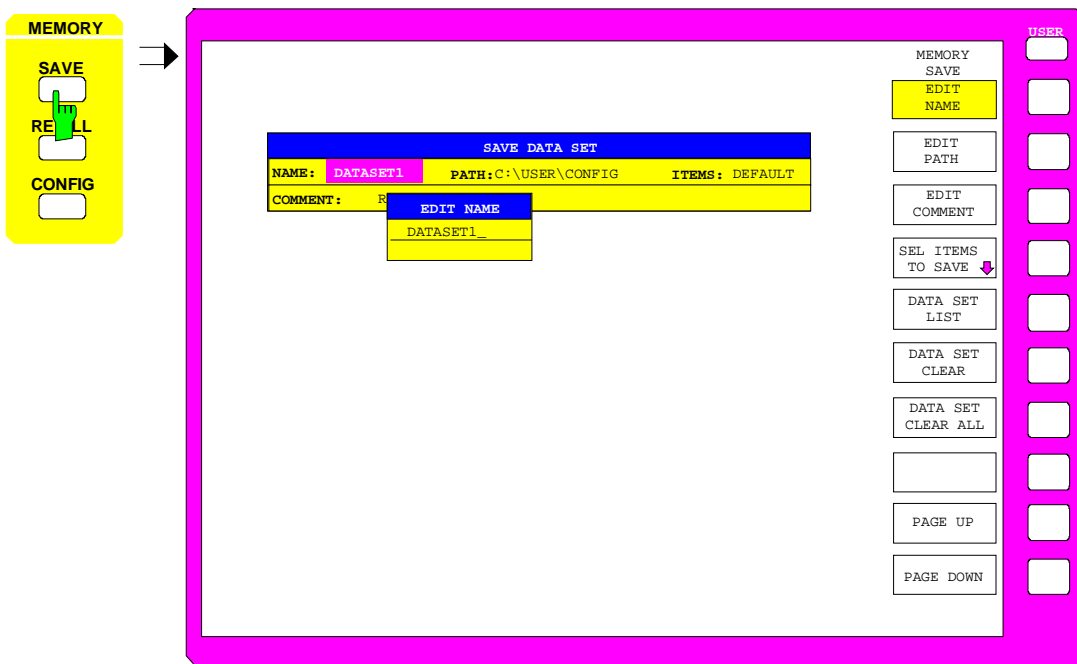 MEMORY
SAVE
RE LL
CONFIG
USER
MEMORY
SAVE
EDIT
NAME
EDIT
PATH
EDIT
COMMENT
SEL ITEMS
TO SAVE
DATA SET
LIST
DATA SET
CLEAR
DATA SET
CLEAR ALL
PAGE UP
PAGE DOWN
SAVE DATA SET
NAME: DATASET1 PATH:C:\USER\CONFIG ITEMS: DEFAULT
COMMENT: R
EDIT NAME
DATASET1_